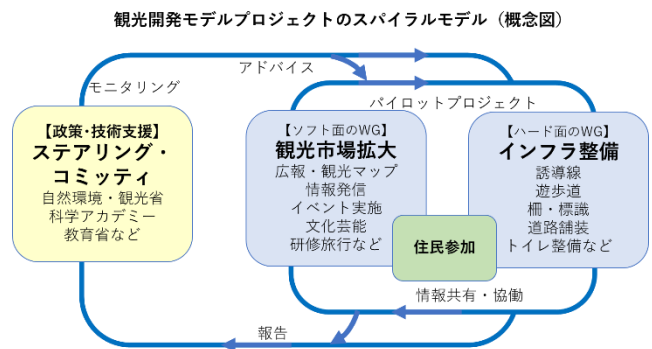 観光開発モデルプロジェクトのスパイラルモデル（概念図）
アドバイス
モニタリング
パイロットプロジェクト
【政策・技術支援】
ステアリング・
コミッティ
自然環境・観光省
科学アカデミー
教育省など
【ソフト面のWG】
観光市場拡大
広報・観光マップ
情報発信
イベント実施
文化芸能
研修旅行など
【ハード面のWG】
インフラ整備
誘導線
遊歩道
柵・標識
道路舗装
トイレ整備など
住民参加
情報共有・協働
報告